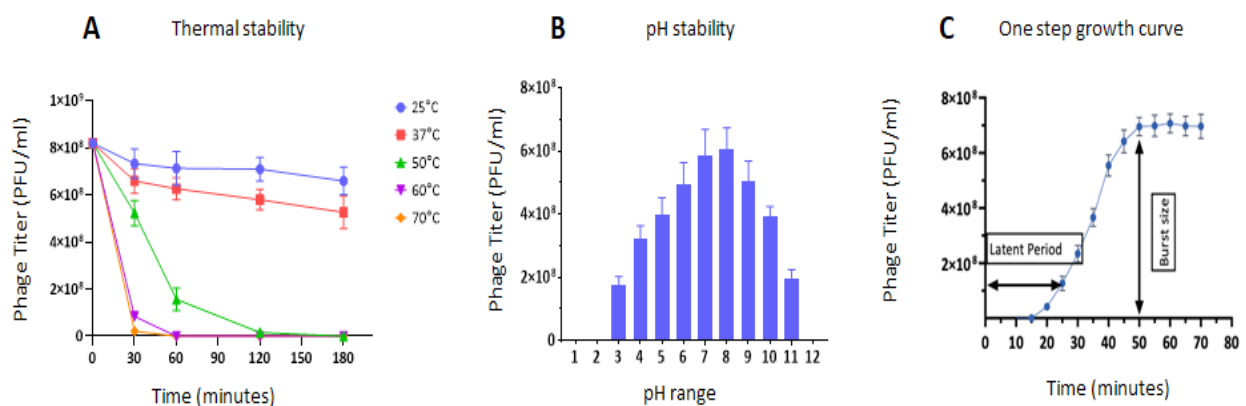 A Thermal stability
Phage Titer (PFU/ml)
1×10⁹
8×10⁸
6×10⁸
4×10⁸
2×10⁸
0
0 30 60 90 120 150 180
Time (minutes)
25°C
37°C
50°C
60°C
70°C
B pH stability
Phage Titer (PFU/ml)
8×10⁸
6×10⁸
4×10⁸
2×10⁸
0
1 2 3 4 5 6 7 8 9 10 11 12
pH range
C One step growth curve
Phage Titer (PFU/ml)
8×10⁸
6×10⁸
4×10⁸
2×10⁸
Latent Period
Burst size
0 10 20 30 40 50 60 70 80
Time (minutes)